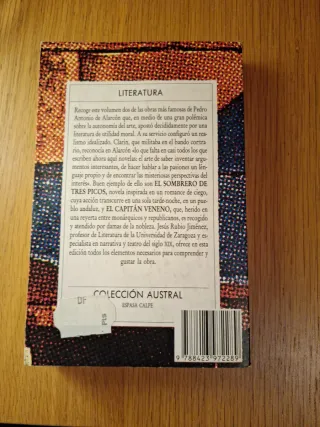 LITERATURA
Recoge este volumen dos de las obras más famosas de Pedro
Antonio de Alarcón que, en medio de una gran polémica
sobre la autonomía del arte, apostó decididamente por una
literatura de utilidad moral. A su servicio configuró un rea-
lismo idealizado. Clarín, que militaba en el bando contra-
rio, reconocía en Alarcón «lo que falta en casi todos los que
escriben ahora aquí novelas: el arte de saber inventar argu-
mentos interesantes, de hacer hablar a las pasiones un len-
guaje propio y de encontrar las misteriosas perspectivas del
interés». Buen ejemplo de ello son EL SOMBRERO DE
TRES PICOS, novela inspirada en un romance de ciego,
cuya acción transcurre en una sola tarde-noche, en un pue-
blo andaluz, y EL CAPITÁN VENENO, que, herido en
una reyerta entre monárquicos y republicanos, es recogido
y atendido por damas de la nobleza. Jesús Rubio Jiménez,
profesor de Literatura de la Universidad de Zaragoza y es-
pecialista en narrativa y teatro del siglo XIX, ofrece en esta
edición todos los elementos necesarios para comprender y
gustar la obra.
COLECCIÓN AUSTRAL
ESPASA CALPE
9 788423 972289